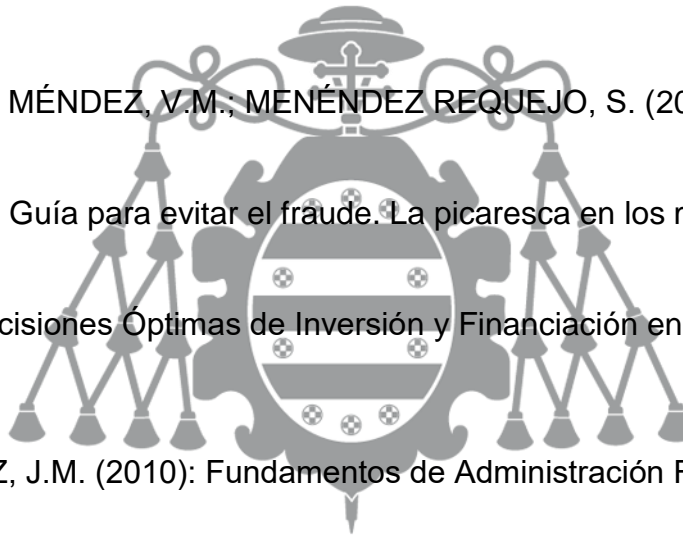 MÉNDEZ, V.M.; MENÉNDEZ REQUEJO, S. (20
Guía para evitar el fraude. La picaresca en los
cisiones Óptimas de Inversión y Financiación en
Z, J.M. (2010): Fundamentos de Administración